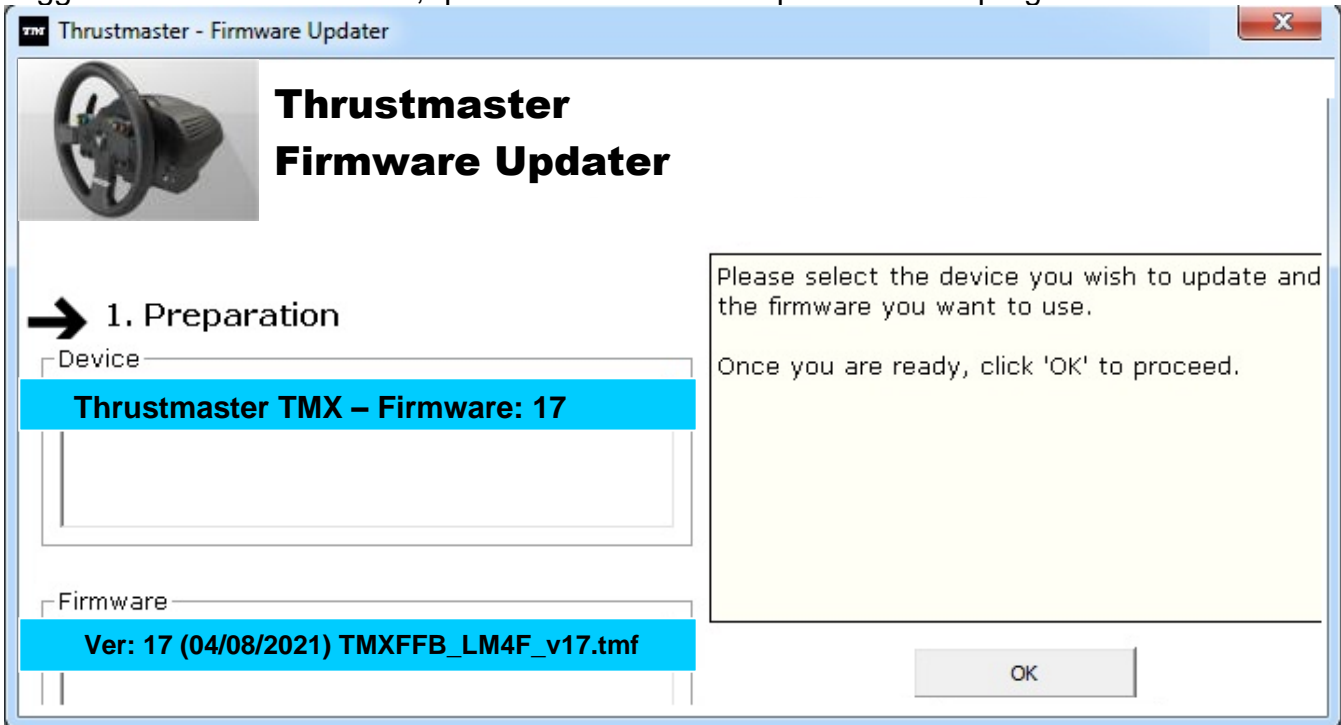 Thrustmaster - Firmware Updater
Thrustmaster
Firmware Updater
1. Preparation
Device
Thrustmaster TMX – Firmware: 17
Firmware
Ver: 17 (04/08/2021) TMXFFB_LM4F_v17.tmf
Please select the device you wish to update and
the firmware you want to use.
Once you are ready, click 'OK' to proceed.
OK